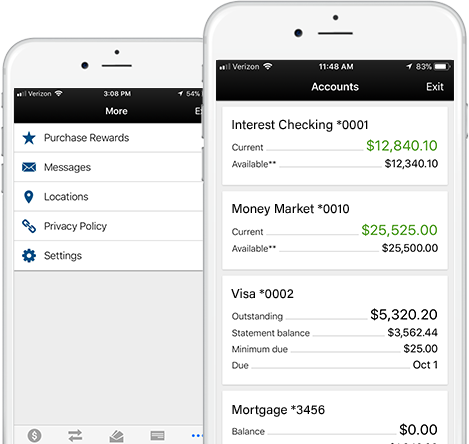 Verizon 3:08 PM 54%
More
Purchase Rewards
Messages
Locations
Privacy Policy
Settings
Verizon 11:48 AM 83%
Accounts Exit
Interest Checking *0001
Current $12,840.10
Available** $12,340.10
Money Market *0010
Current $25,525.00
Available** $25,500.00
Visa *0002
Outstanding $5,320.20
Statement balance $3,562.44
Minimum due $25.00
Due Oct 1
Mortgage *3456
Balance $0.00